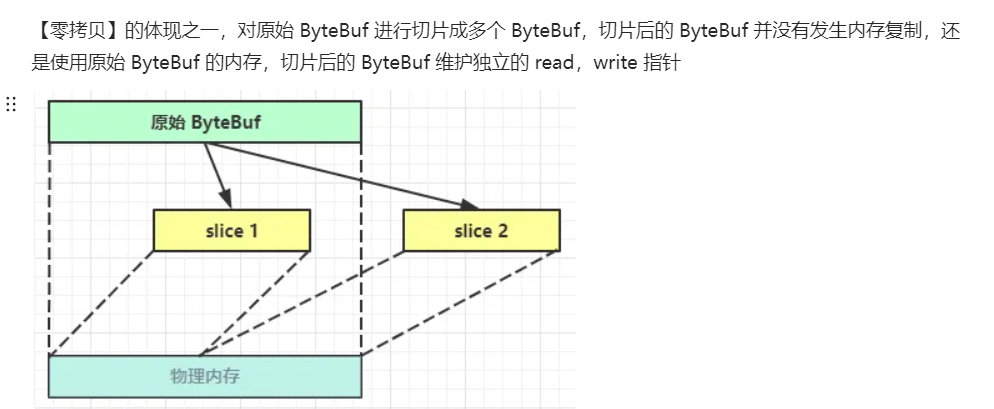 【零拷贝】的体现之一，对原始 ByteBuf 进行切片成多个 ByteBuf，切片后的 ByteBuf 并没有发生内存复制，还
是使用原始 ByteBuf 的内存，切片后的 ByteBuf 维护独立的 read，write 指针
原始 ByteBuf
slice 1
slice 2
物理内存